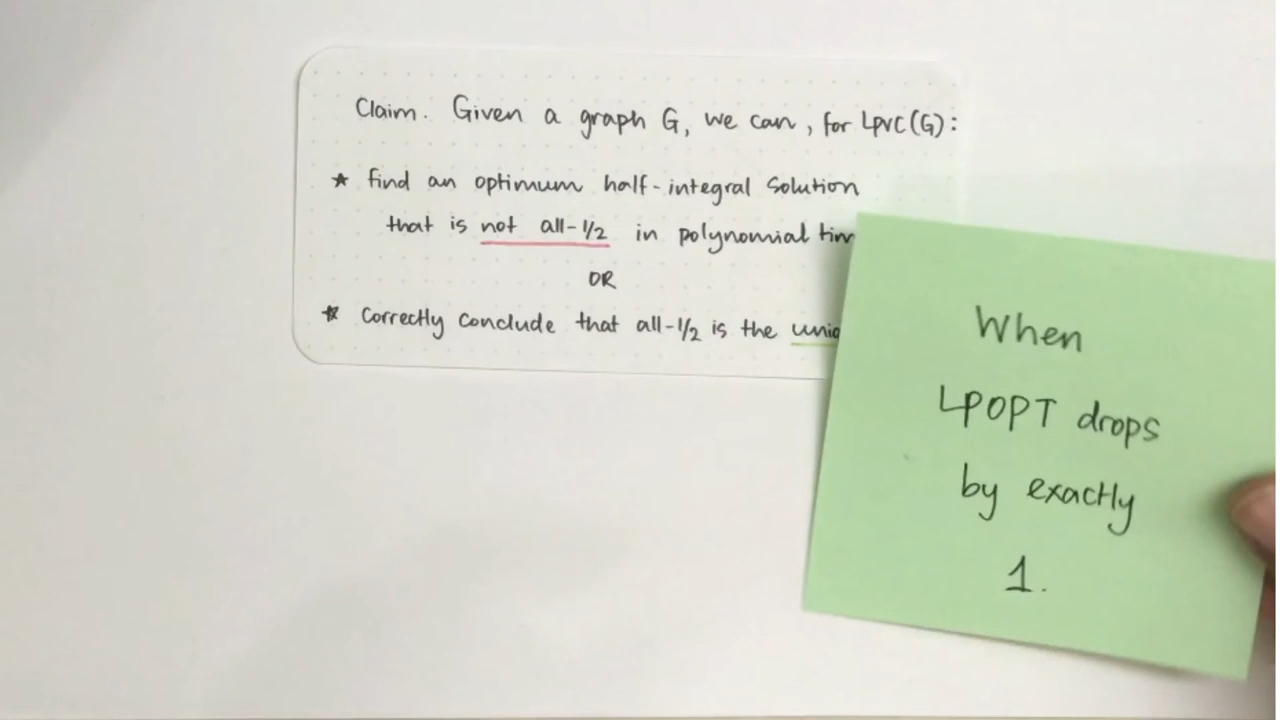 Claim. Given a graph G, we can, for LPVC(G):
★ find an optimum half-integral solution
that is not all-1/2 in polynomial
OR
★ Correctly conclude that all-1/2 is the
When
LPOPT drops
by exactly
1.